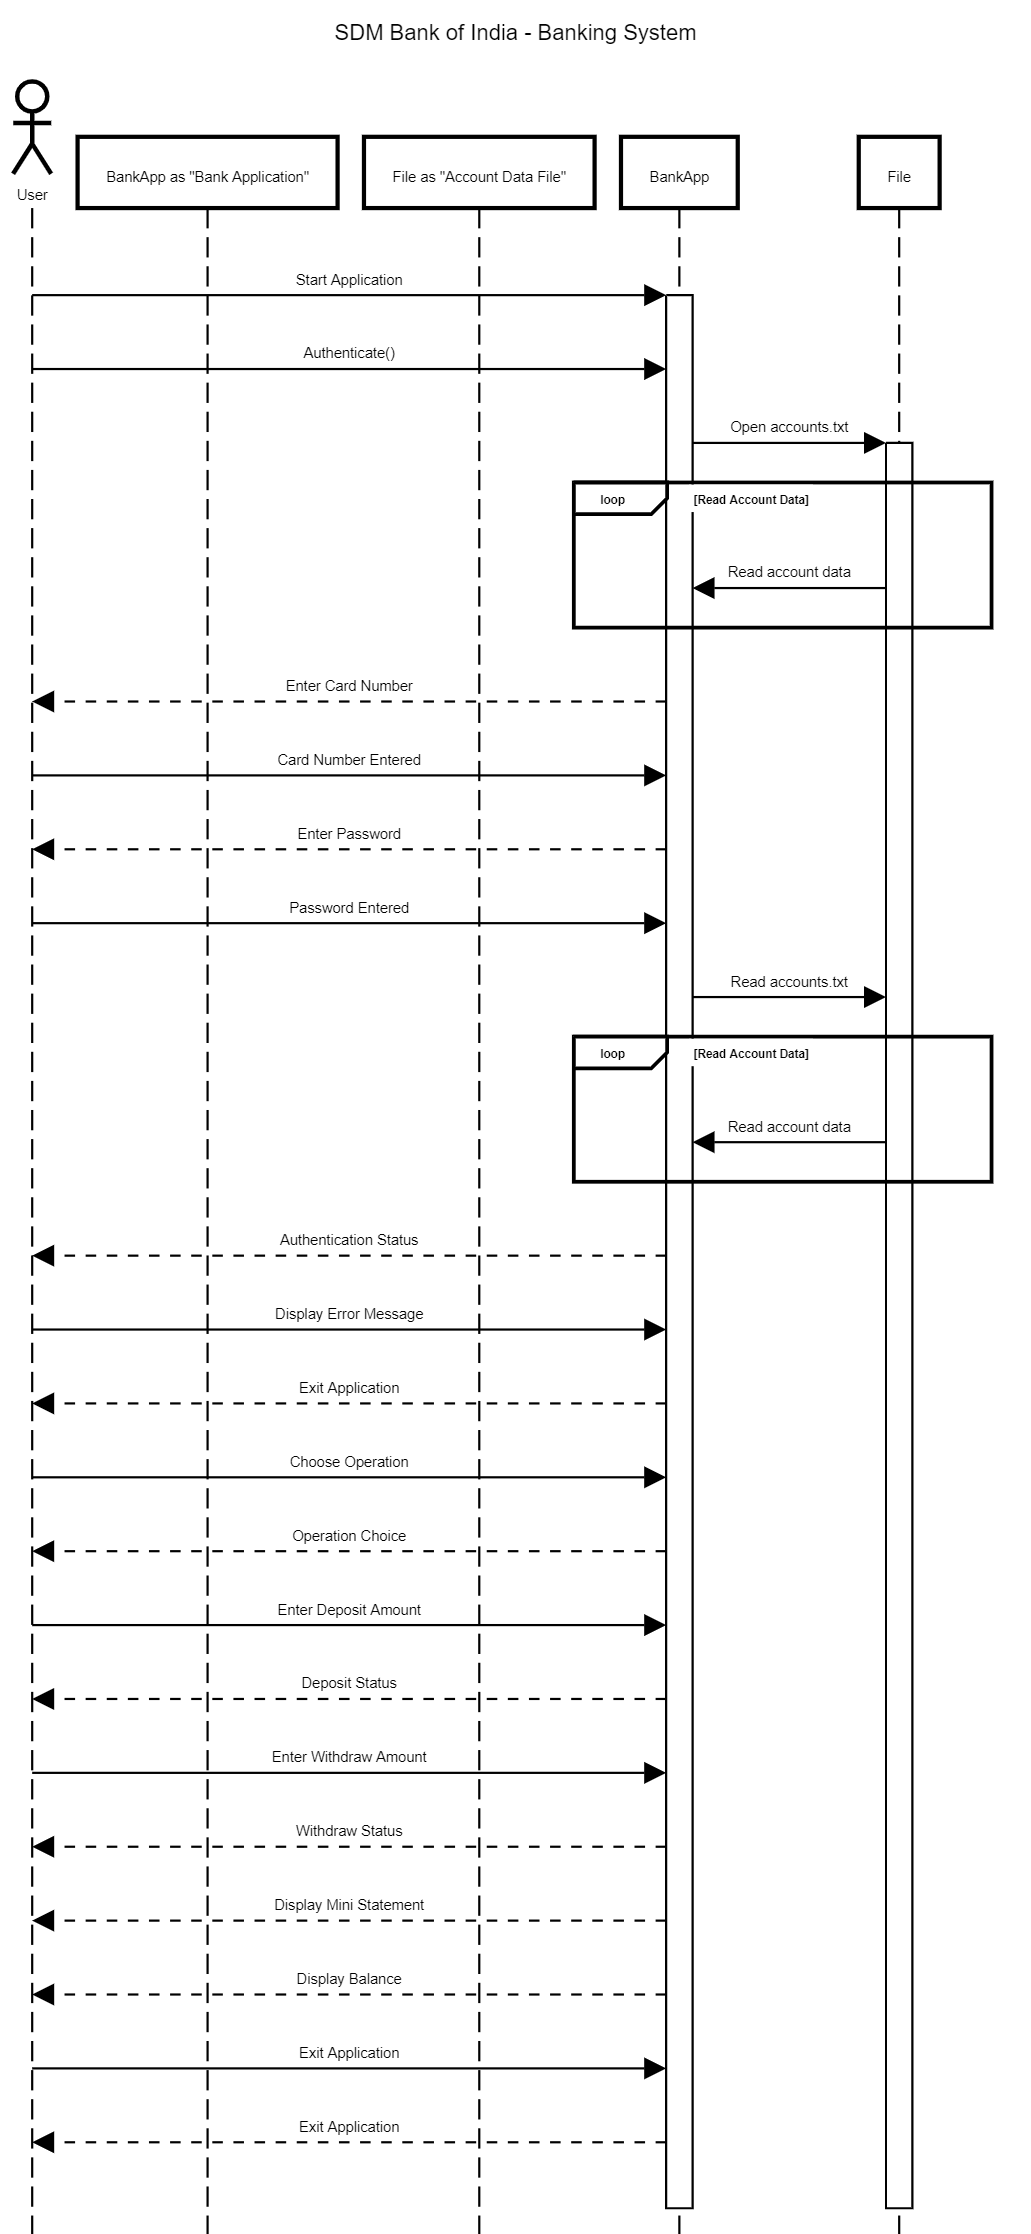 SDM Bank of India - Banking System
User
BankApp as "Bank Application"
File as "Account Data File"
BankApp
File
Start Application
Authenticate()
Open accounts.txt
loop
[Read Account Data]
Read account data
Enter Card Number
Card Number Entered
Enter Password
Password Entered
Read accounts.txt
loop
[Read Account Data]
Read account data
Authentication Status
Display Error Message
Exit Application
Choose Operation
Operation Choice
Enter Deposit Amount
Deposit Status
Enter Withdraw Amount
Withdraw Status
Display Mini Statement
Display Balance
Exit Application
Exit Application